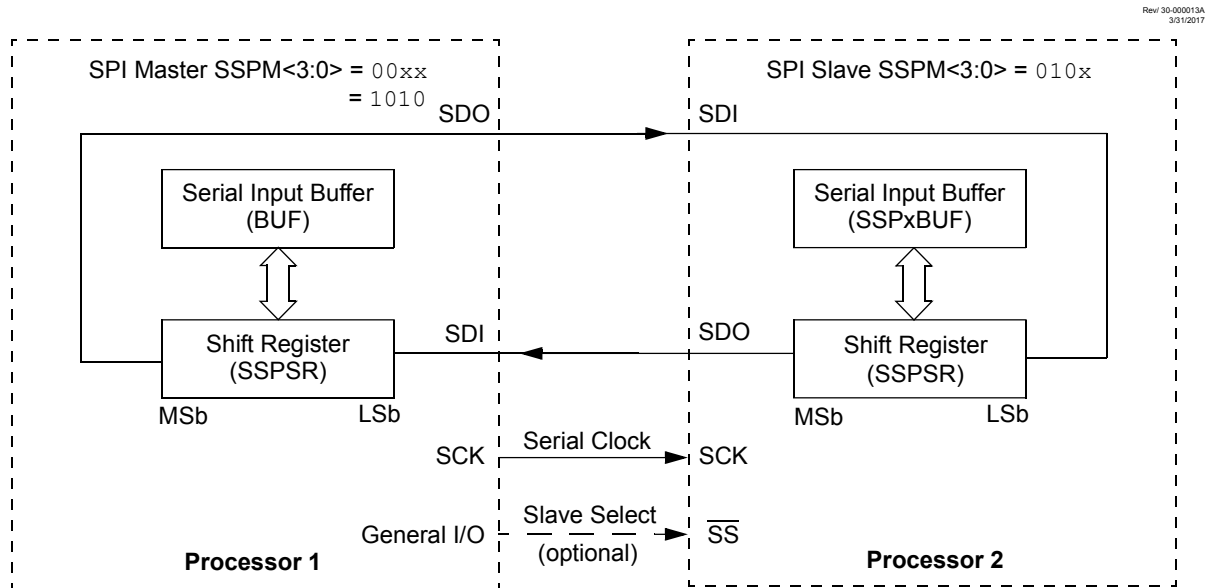 Rev/ 30-000013A
3/31/2017
SPI Master SSPM<3:0> = 00xx
= 1010
SPI Slave SSPM<3:0> = 010x
SDO
SDI
Serial Input Buffer
(BUF)
Serial Input Buffer
(SSPxBUF)
Shift Register
(SSPSR)
SDI
SDO
Shift Register
(SSPSR)
MSb
LSb
MSb
LSb
SCK
Serial Clock
SCK
General I/O
Slave Select
(optional)
SS
Processor 1
Processor 2